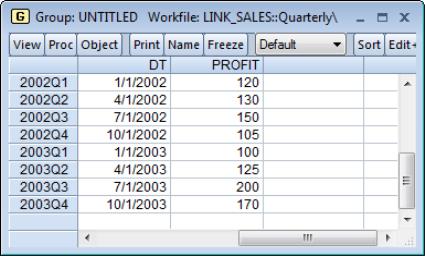 G Group: UNTITLED Workfile: LINK_SALES::Quarterly\
View Proc Object Print Name Freeze Default Sort Edit+
DT PROFIT
2002Q1 1/1/2002 120
2002Q2 4/1/2002 130
2002Q3 7/1/2002 150
2002Q4 10/1/2002 105
2003Q1 1/1/2003 100
2003Q2 4/1/2003 125
2003Q3 7/1/2003 200
2003Q4 10/1/2003 170